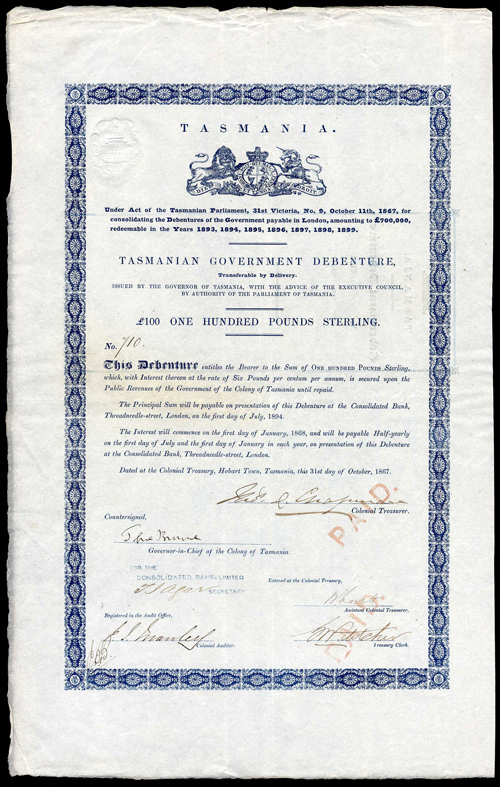 TASMANIA.
DIEU ET MON DROIT
Under Act of the Tasmanian Parliament, 31st Victoria, No. 9, October 11th, 1867, for
consolidating the Debentures of the Government payable in London, amounting to £700,000,
redeemable in the Years 1893, 1894, 1895, 1896, 1897, 1898, 1899.
TASMANIAN GOVERNMENT DEBENTURE,
Transferable by Delivery.
ISSUED BY THE GOVERNOR OF TASMANIA, WITH THE ADVICE OF THE EXECUTIVE COUNCIL,
BY AUTHORITY OF THE PARLIAMENT OF TASMANIA.
£100 ONE HUNDRED POUNDS STERLING.
No. 710.
This Debenture entitles the Bearer to the Sum of ONE HUNDRED POUNDS Sterling,
which, with Interest thereon at the rate of Six Pounds per centum per annum, is secured upon the
Public Revenues of the Government of the Colony of Tasmania until repaid.
The Principal Sum will be payable on presentation of this Debenture at the Consolidated Bank,
Threadneedle-street, London, on the first day of July, 1894.
The Interest will commence on the first day of January, 1868, and will be payable Half-yearly
on the first day of July and the first day of January in each year, on presentation of this Debenture
at the Consolidated Bank, Threadneedle-street, London.
Dated at the Colonial Treasury, Hobart Town, Tasmania, this 31st day of October, 1867.
Colonial Treasurer.
PAID.
Countersigned,
Governor-in-Chief of the Colony of Tasmania.
FOR THE
CONSOLIDATED BANK LIMITED
SECRETARY
Entered at the Colonial Treasury,
Assistant Colonial Treasurer.
Registered in the Audit Office,
Colonial Auditor.
Treasury Clerk.